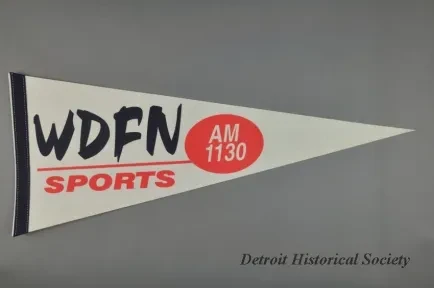 WDFN
AM
1130
SPORTS
Detroit Historical Society